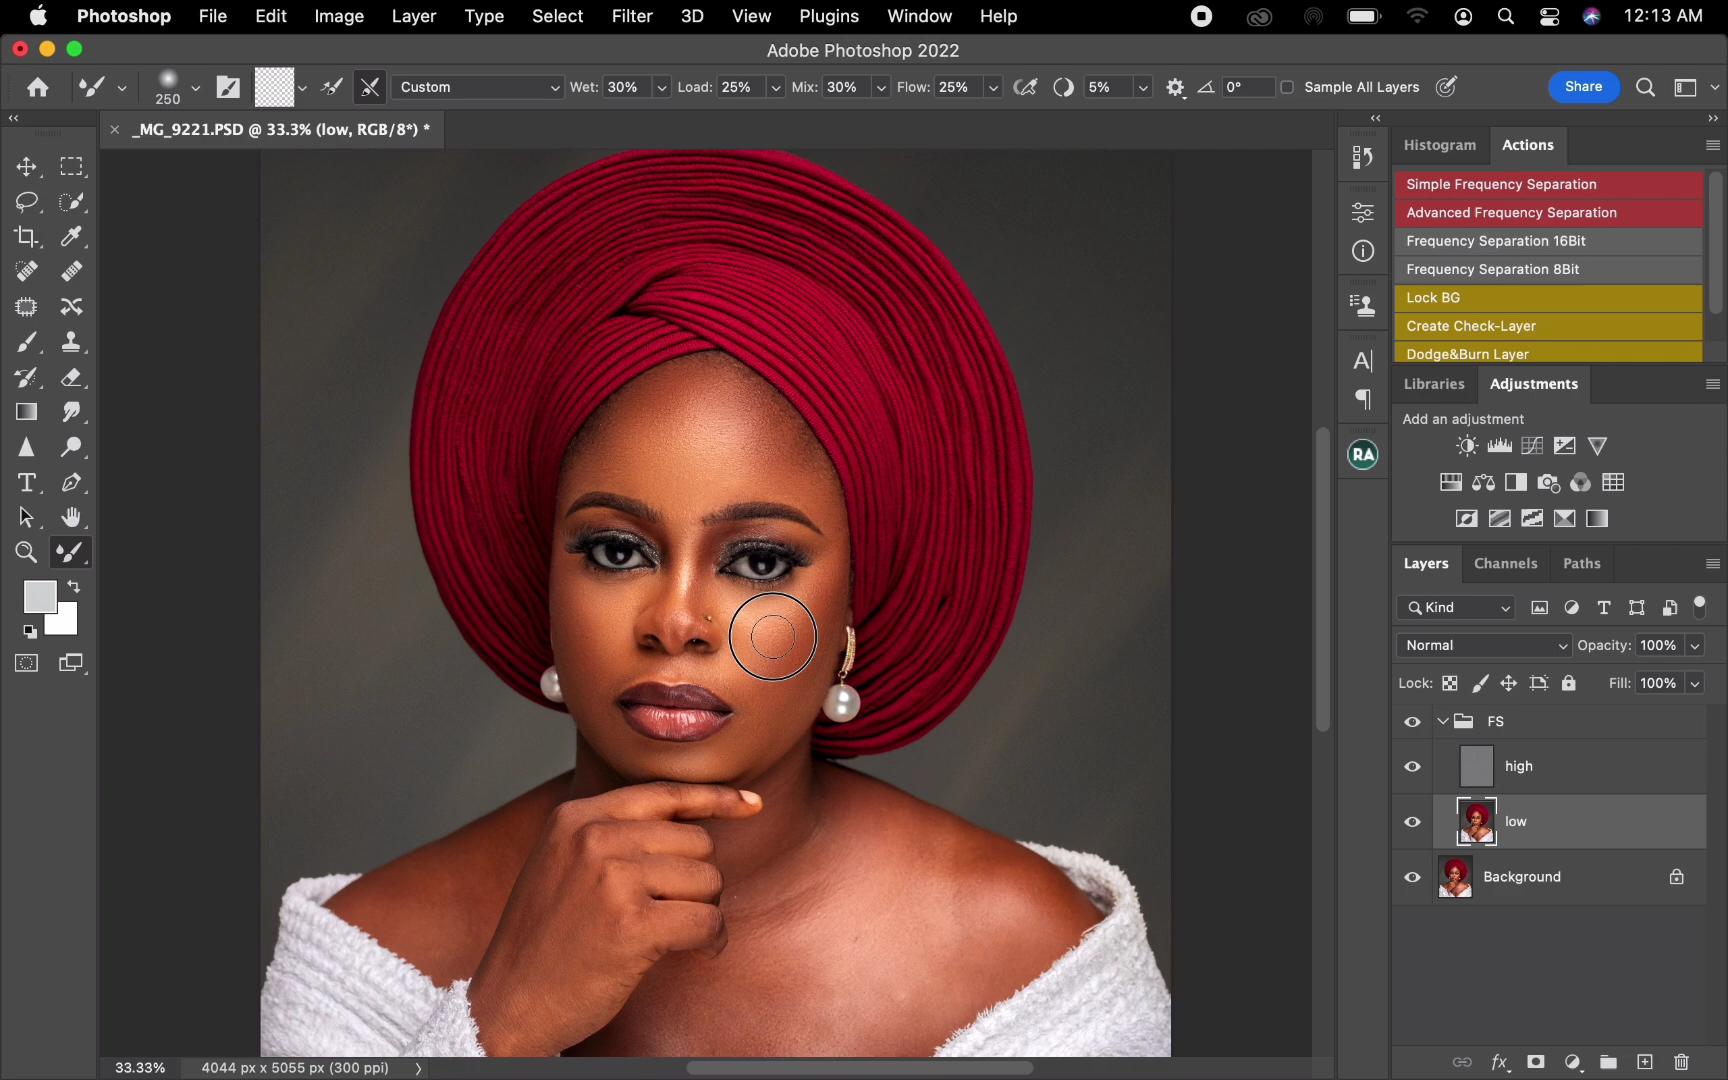 Photoshop File Edit Image Layer Type Select Filter 3D View Plugins Window Help 12:13 AM
Adobe Photoshop 2022
250 Custom Wet: 30% Load: 25% Mix: 30% Flow: 25% 5% 0° Sample All Layers Share
_MG_9221.PSD @ 33.3% (low, RGB/8*) *
Histogram Actions
Simple Frequency Separation
Advanced Frequency Separation
Frequency Separation 16Bit
Frequency Separation 8Bit
Lock BG
Create Check-Layer
Dodge&Burn Layer
Libraries Adjustments
Add an adjustment
RA
Layers Channels Paths
Kind
Normal Opacity: 100%
Lock: Fill: 100%
FS
high
low
Background
33.33% 4044 px x 5055 px (300 ppi)